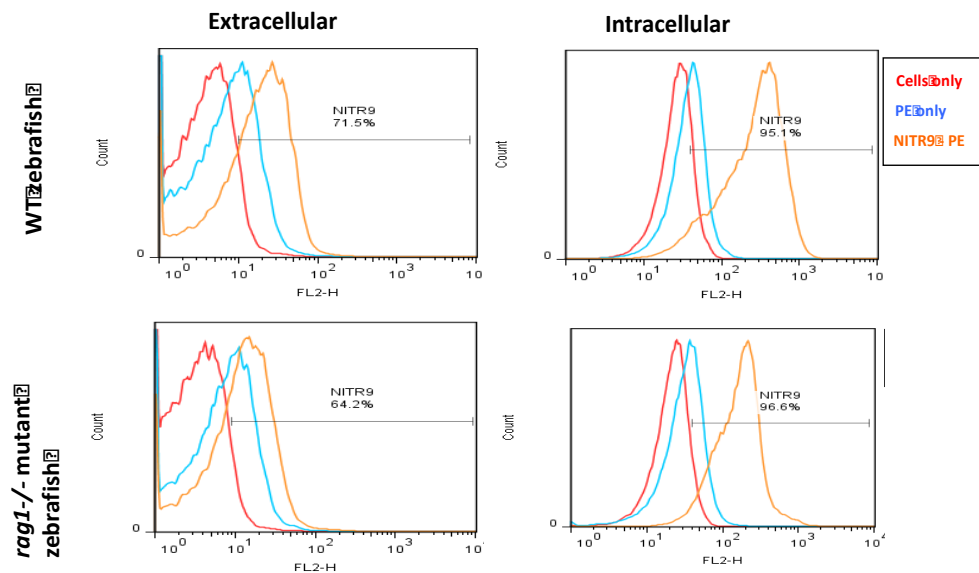 Extracellular
Intracellular
WT⍰zebrafish⍰
Count
NITR9
71.5%
0
10⁰ 10¹ 10² 10³ 10
FL2-H
Count
NITR9
95.1%
0
10⁰ 10¹ 10² 10³ 10
FL2-H
Cells⍰only
PE⍰only
NITR9⍰ PE
rag1-/- mutant⍰
zebrafish⍰
Count
NITR9
64.2%
0
10⁰ 10¹ 10² 10³ 10
FL2-H
Count
NITR9
96.6%
0
10⁰ 10¹ 10² 10³ 10⁴
FL2-H